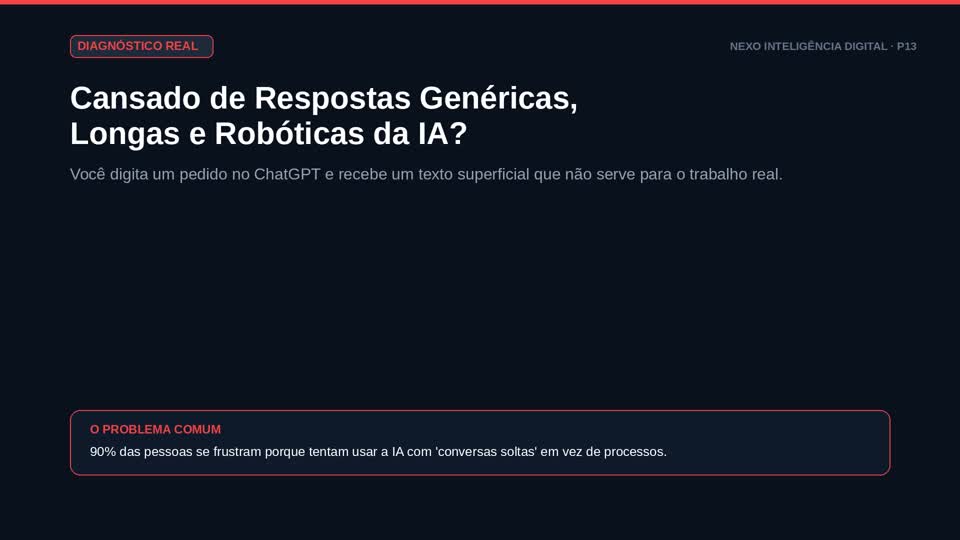 DIAGNÓSTICO REAL
NEXO INTELIGÊNCIA DIGITAL · P13
Cansado de Respostas Genéricas,
Longas e Robóticas da IA?
Você digita um pedido no ChatGPT e recebe um texto superficial que não serve para o trabalho real.
O PROBLEMA COMUM
90% das pessoas se frustram porque tentam usar a IA com 'conversas soltas' em vez de processos.